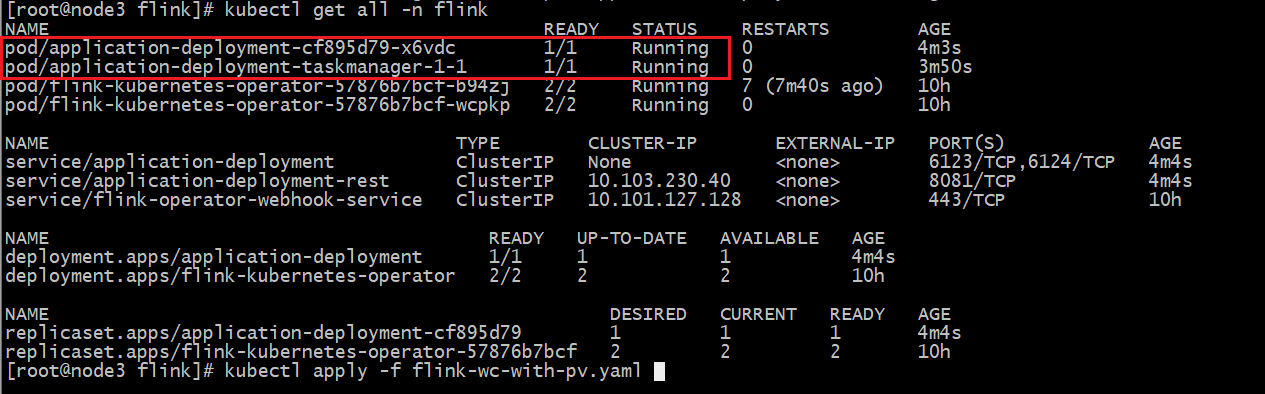 [root@node3 flink]# kubectl get all -n flink
NAME READY STATUS RESTARTS AGE
pod/application-deployment-cf895d79-x6vdc 1/1 Running 0 4m3s
pod/application-deployment-taskmanager-1-1 1/1 Running 0 3m50s
pod/flink-kubernetes-operator-57876b7bcf-b94zj 2/2 Running 7 (7m40s ago) 10h
pod/flink-kubernetes-operator-57876b7bcf-wcpkp 2/2 Running 0 10h
NAME TYPE CLUSTER-IP EXTERNAL-IP PORT(S) AGE
service/application-deployment ClusterIP None <none> 6123/TCP,6124/TCP 4m4s
service/application-deployment-rest ClusterIP 10.103.230.40 <none> 8081/TCP 4m4s
service/flink-operator-webhook-service ClusterIP 10.101.127.128 <none> 443/TCP 10h
NAME READY UP-TO-DATE AVAILABLE AGE
deployment.apps/application-deployment 1/1 1 1 4m4s
deployment.apps/flink-kubernetes-operator 2/2 2 2 10h
NAME DESIRED CURRENT READY AGE
replicaset.apps/application-deployment-cf895d79 1 1 1 4m4s
replicaset.apps/flink-kubernetes-operator-57876b7bcf 2 2 2 10h
[root@node3 flink]# kubectl apply -f flink-wc-with-pv.yaml